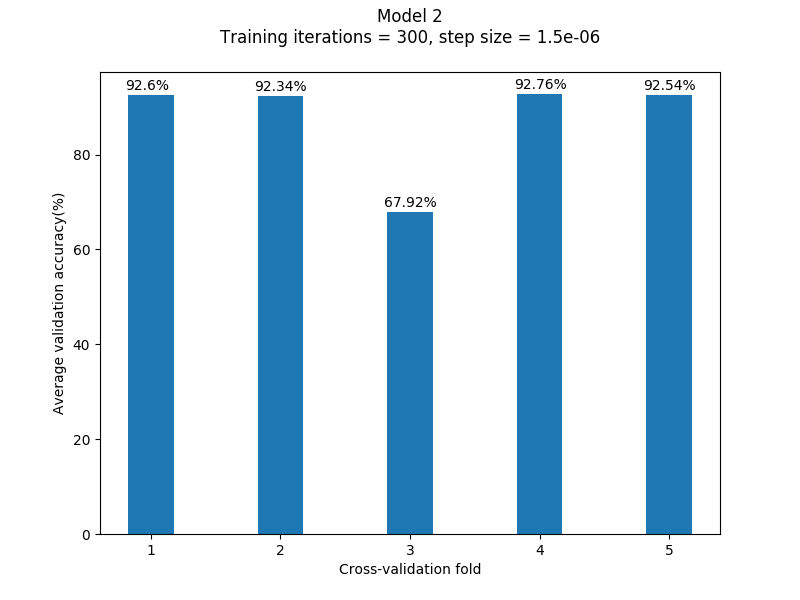 Model 2
Training iterations = 300, step size = 1.5e-06
92.6%
92.34%
67.92%
92.76%
92.54%
80
60
40
20
0
Average validation accuracy(%)
1 2 3 4 5
Cross-validation fold